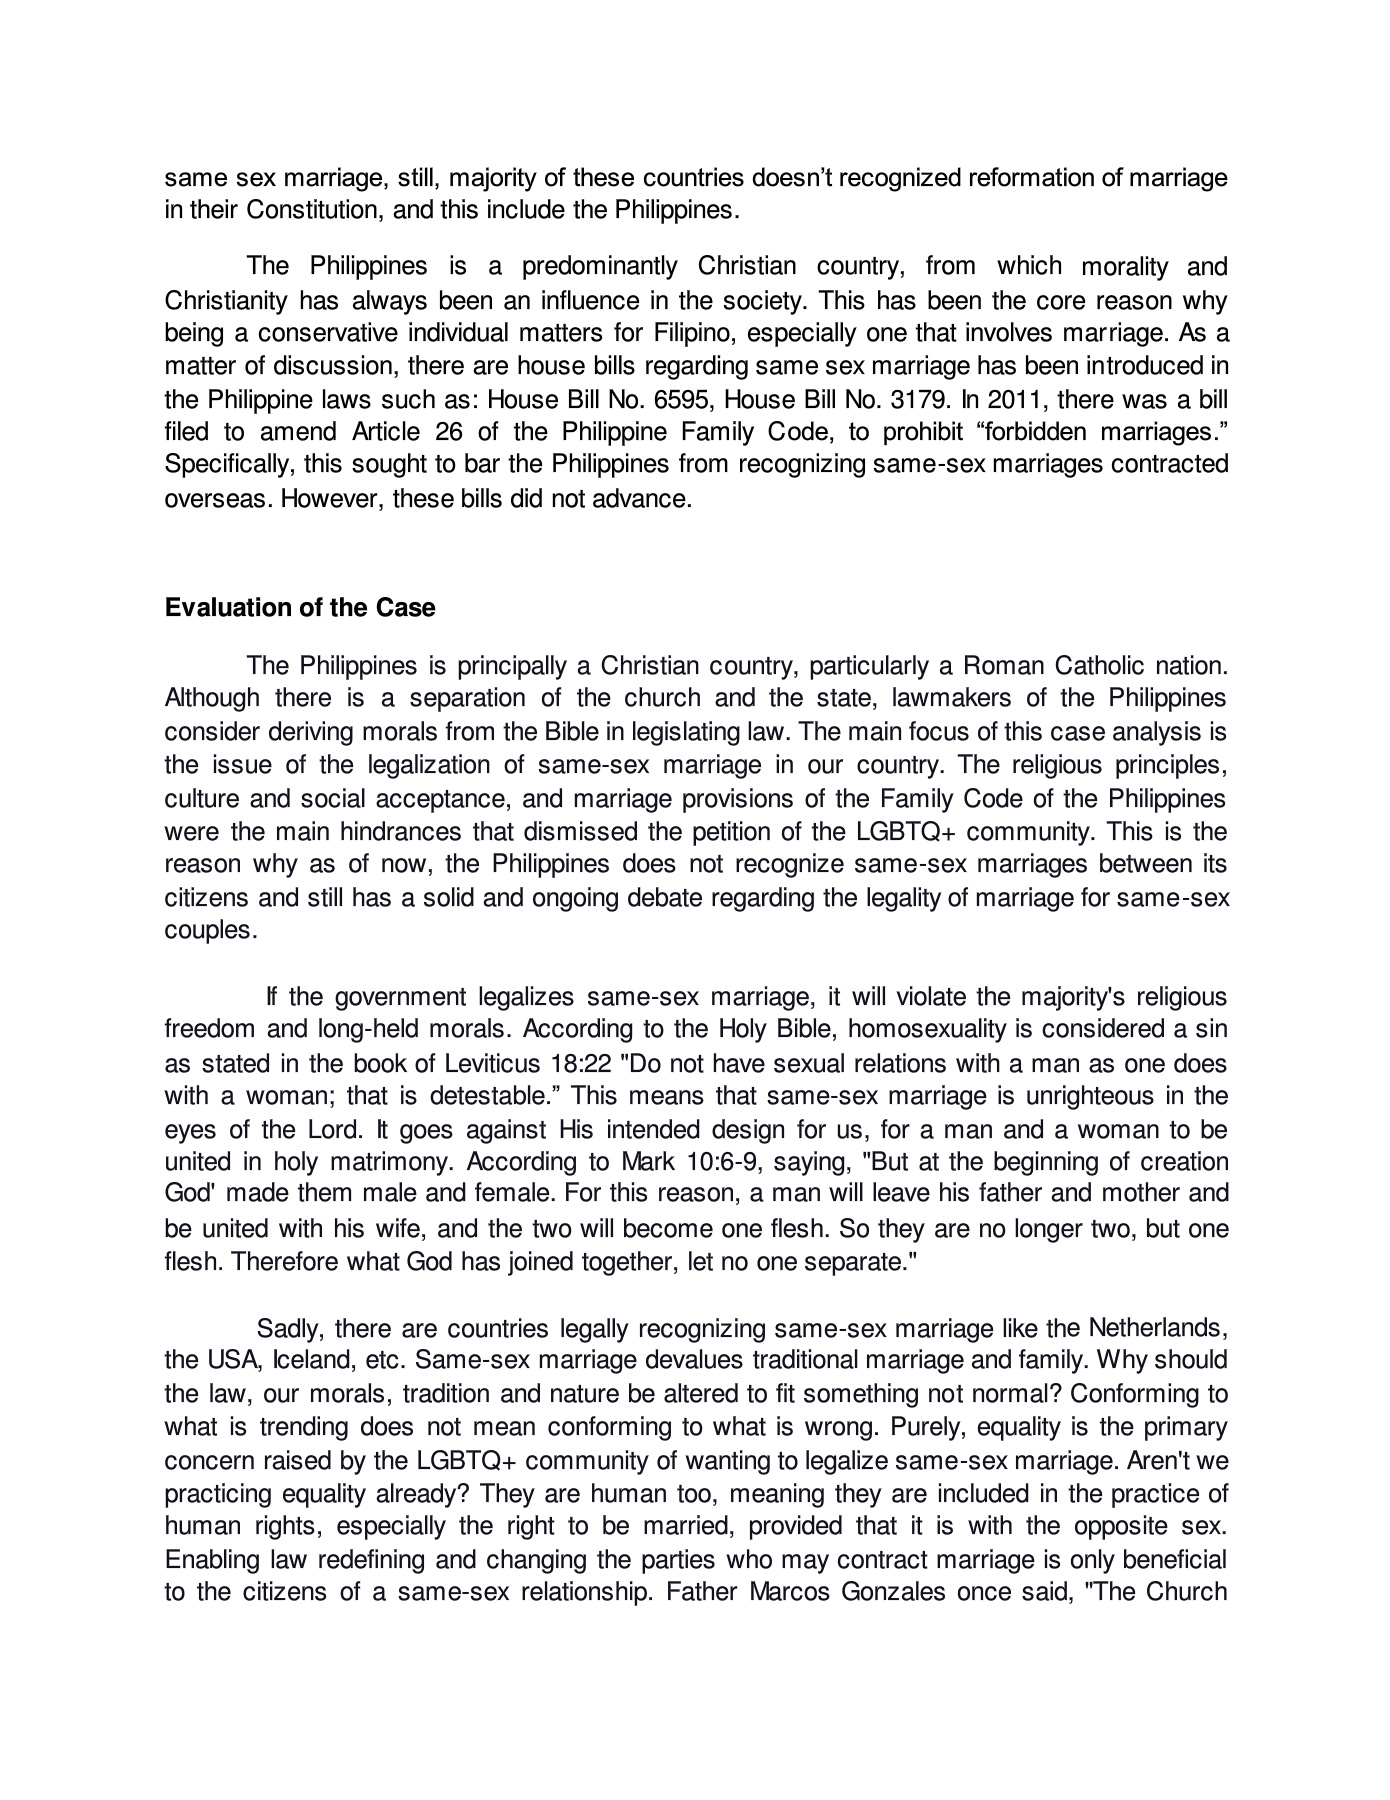 same sex marriage, still, majority of these countries doesn’t recognized reformation of marriage
in their Constitution, and this include the Philippines.
The Philippines is a predominantly Christian country, from which morality and
Christianity has always been an influence in the society. This has been the core reason why
being a conservative individual matters for Filipino, especially one that involves marriage. As a
matter of discussion, there are house bills regarding same sex marriage has been introduced in
the Philippine laws such as: House Bill No. 6595, House Bill No. 3179. In 2011, there was a bill
filed to amend Article 26 of the Philippine Family Code, to prohibit “forbidden marriages.”
Specifically, this sought to bar the Philippines from recognizing same-sex marriages contracted
overseas. However, these bills did not advance.
Evaluation of the Case
The Philippines is principally a Christian country, particularly a Roman Catholic nation.
Although there is a separation of the church and the state, lawmakers of the Philippines
consider deriving morals from the Bible in legislating law. The main focus of this case analysis is
the issue of the legalization of same-sex marriage in our country. The religious principles,
culture and social acceptance, and marriage provisions of the Family Code of the Philippines
were the main hindrances that dismissed the petition of the LGBTQ+ community. This is the
reason why as of now, the Philippines does not recognize same-sex marriages between its
citizens and still has a solid and ongoing debate regarding the legality of marriage for same-sex
couples.
If the government legalizes same-sex marriage, it will violate the majority's religious
freedom and long-held morals. According to the Holy Bible, homosexuality is considered a sin
as stated in the book of Leviticus 18:22 "Do not have sexual relations with a man as one does
with a woman; that is detestable.” This means that same-sex marriage is unrighteous in the
eyes of the Lord. It goes against His intended design for us, for a man and a woman to be
united in holy matrimony. According to Mark 10:6-9, saying, "But at the beginning of creation
God' made them male and female. For this reason, a man will leave his father and mother and
be united with his wife, and the two will become one flesh. So they are no longer two, but one
flesh. Therefore what God has joined together, let no one separate."
Sadly, there are countries legally recognizing same-sex marriage like the Netherlands,
the USA, Iceland, etc. Same-sex marriage devalues traditional marriage and family. Why should
the law, our morals, tradition and nature be altered to fit something not normal? Conforming to
what is trending does not mean conforming to what is wrong. Purely, equality is the primary
concern raised by the LGBTQ+ community of wanting to legalize same-sex marriage. Aren't we
practicing equality already? They are human too, meaning they are included in the practice of
human rights, especially the right to be married, provided that it is with the opposite sex.
Enabling law redefining and changing the parties who may contract marriage is only beneficial
to the citizens of a same-sex relationship. Father Marcos Gonzales once said, "The Church